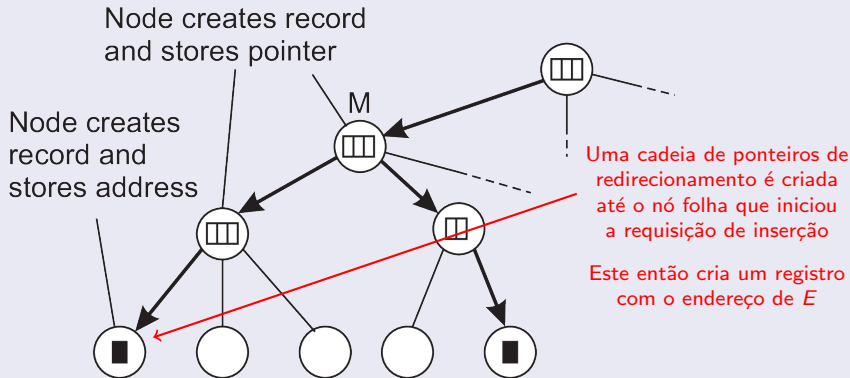 Node creates record
and stores pointer
M
Node creates
record and
stores address
Uma cadeia de ponteiros de
redirecionamento é criada
até o nó folha que iniciou
a requisição de inserção
Este então cria um registro
com o endereço de E